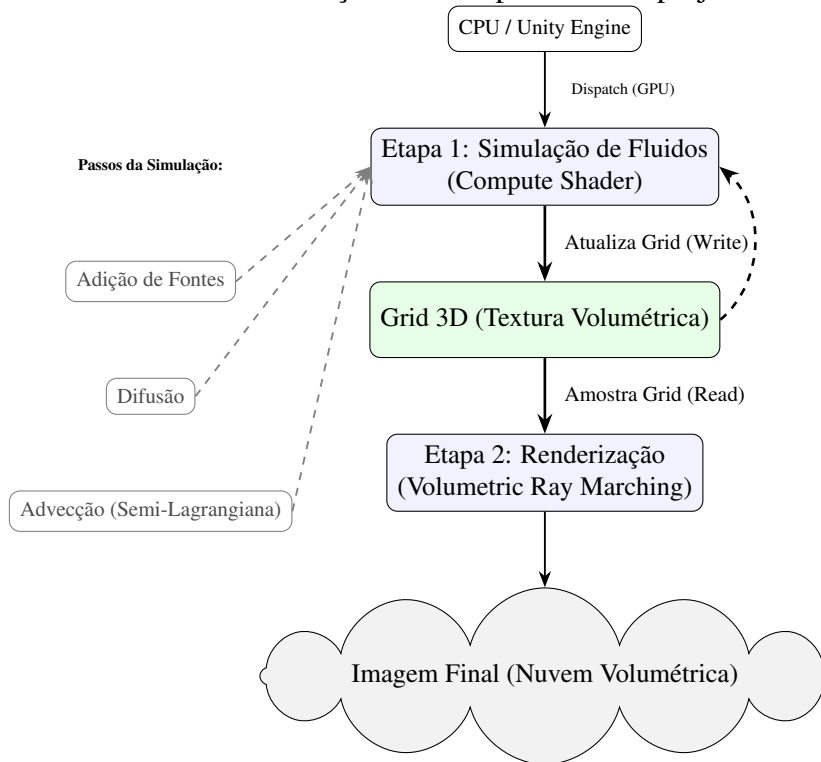 CPU / Unity Engine
Dispatch (GPU)
Etapa 1: Simulação de Fluidos
(Compute Shader)
Passos da Simulação:
Atualiza Grid (Write)
Adição de Fontes
Grid 3D (Textura Volumétrica)
Difusão
Amostra Grid (Read)
Etapa 2: Renderização
(Volumetric Ray Marching)
Advecção (Semi-Lagrangiana)
Imagem Final (Nuvem Volumétrica)